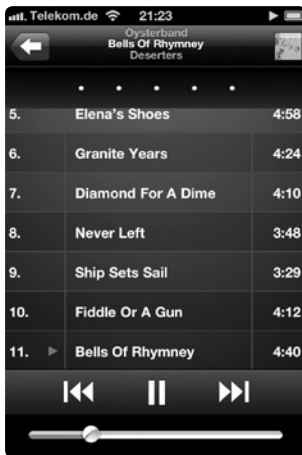 Telekom.de 21:23
Oysterband
Bells Of Rhymney
Deserters
5. Elena's Shoes 4:58
6. Granite Years 4:24
7. Diamond For A Dime 4:10
8. Never Left 3:48
9. Ship Sets Sail 3:29
10. Fiddle Or A Gun 4:12
11. Bells Of Rhymney 4:40